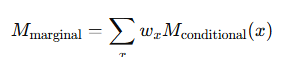 M_marginal = ∑_x w_x M_conditional(x)